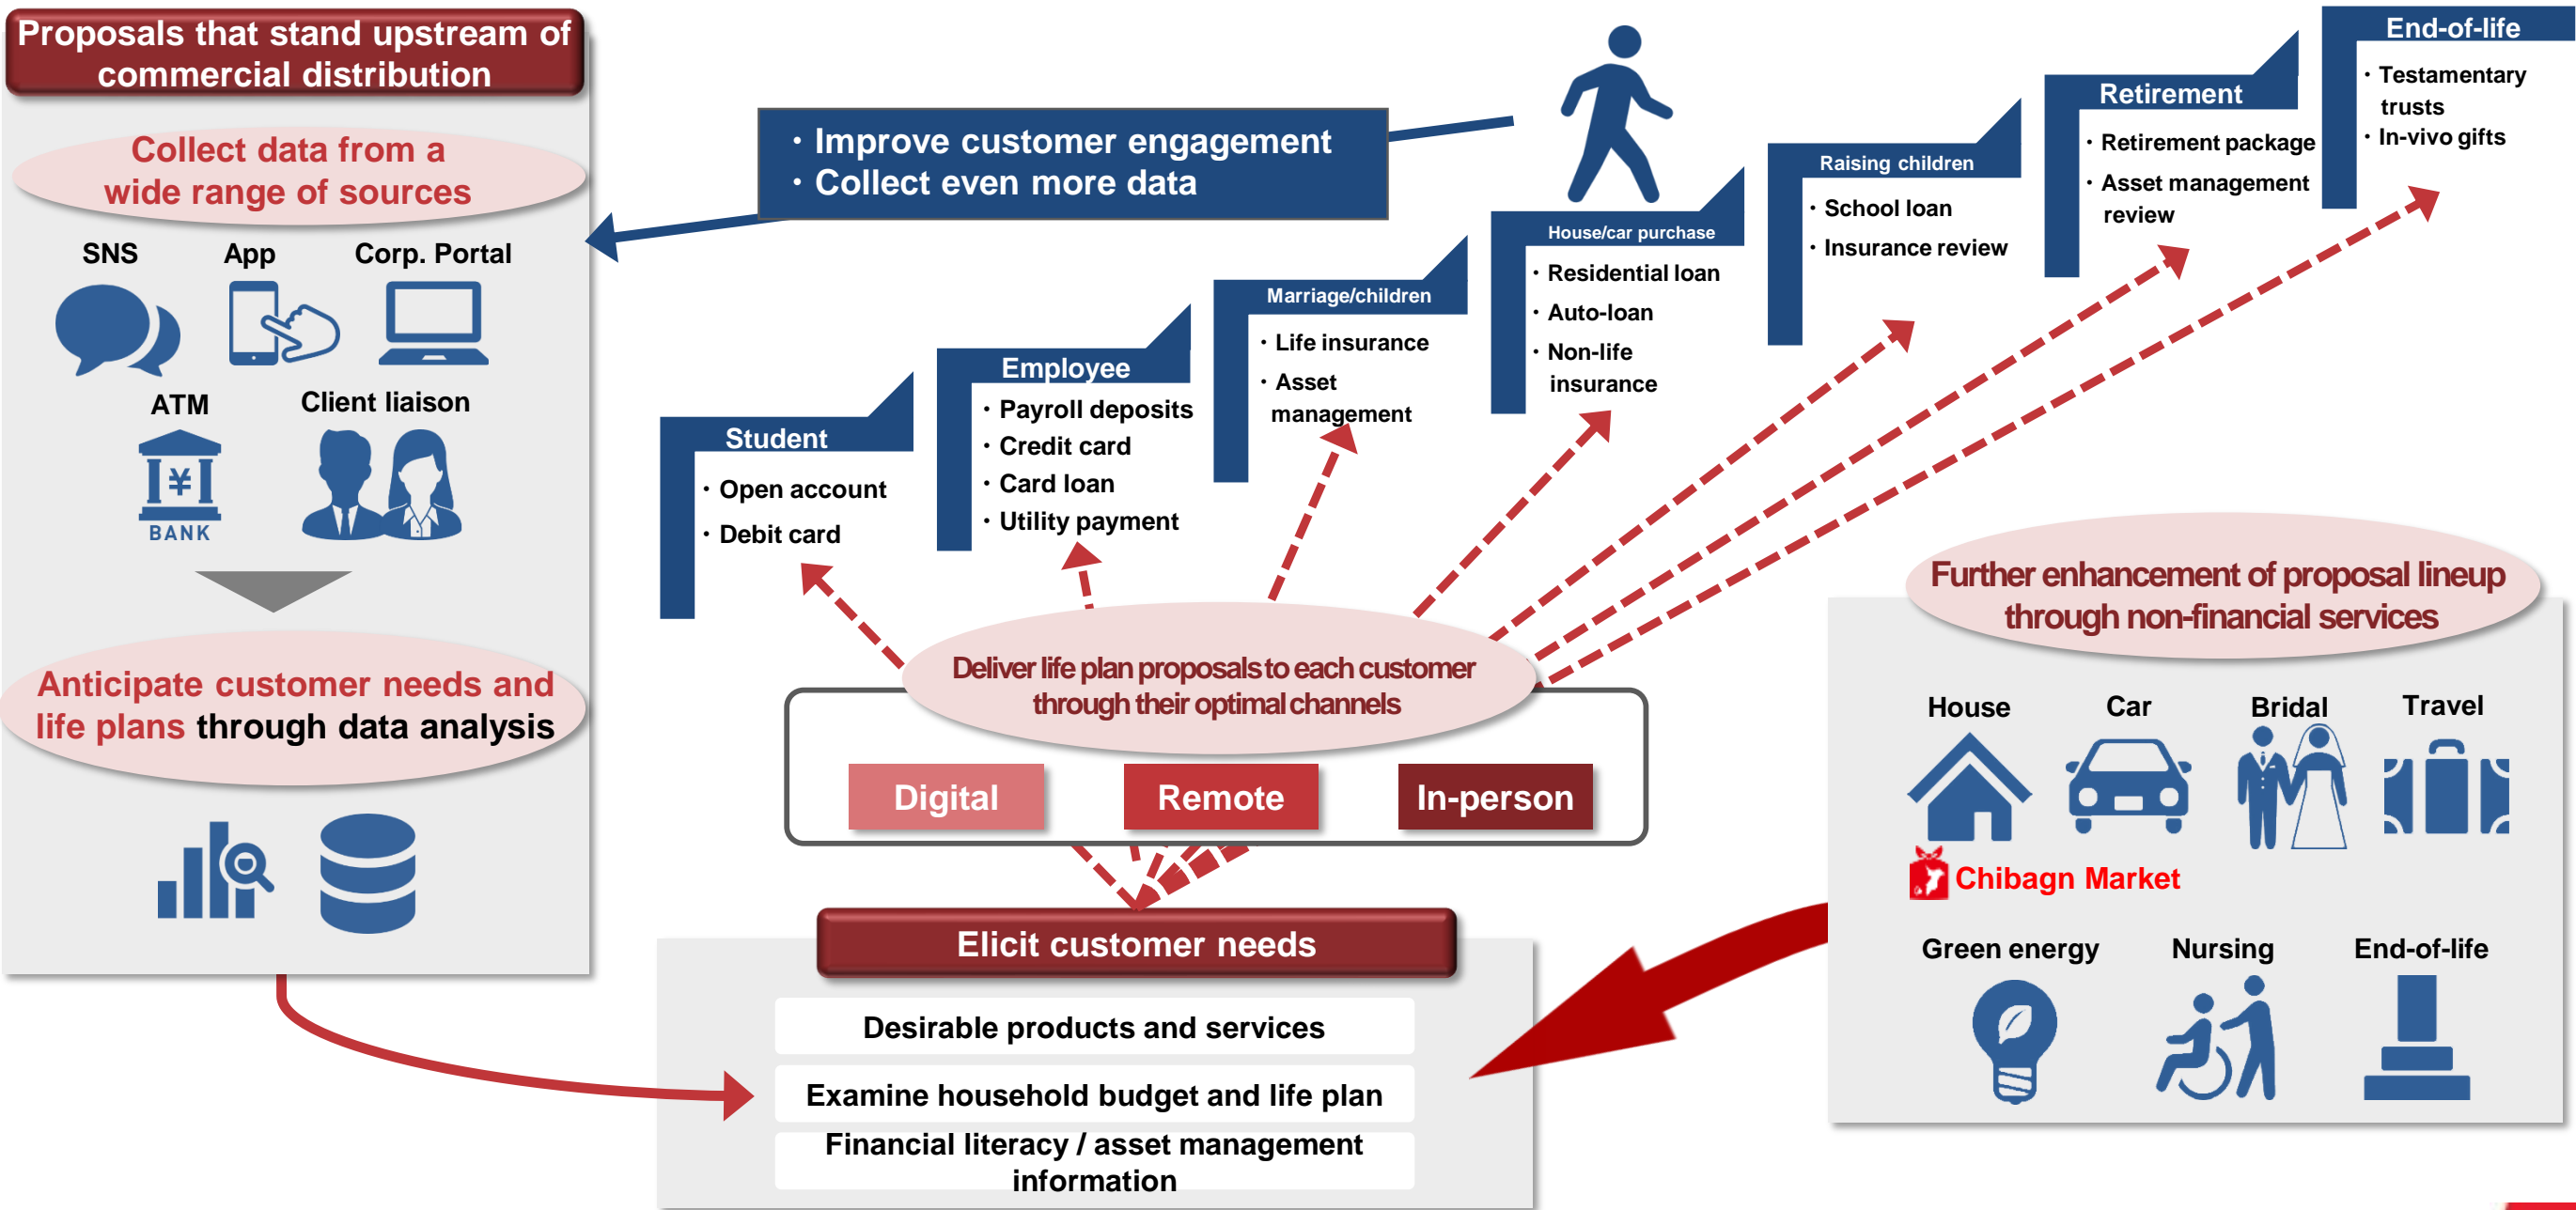 Proposals that stand upstream of
commercial distribution
Collect data from a
wide range of sources
SNS
App
Corp. Portal
ATM
Client liaison
¥
BANK
Anticipate customer needs and
life plans through data analysis
・Improve customer engagement
・Collect even more data
Student
・Open account
・Debit card
Employee
・Payroll deposits
・Credit card
・Card loan
・Utility payment
Marriage/children
・Life insurance
・Asset
management
House/car purchase
・Residential loan
・Auto-loan
・Non-life
insurance
Raising children
・School loan
・Insurance review
Retirement
・Retirement package
・Asset management
review
End-of-life
・Testamentary
trusts
・In-vivo gifts
Deliver life plan proposals to each customer
through their optimal channels
Digital
Remote
In-person
Elicit customer needs
Desirable products and services
Examine household budget and life plan
Financial literacy / asset management
information
Further enhancement of proposal lineup
through non-financial services
House
Car
Bridal
Travel
Chibagn Market
Green energy
Nursing
End-of-life